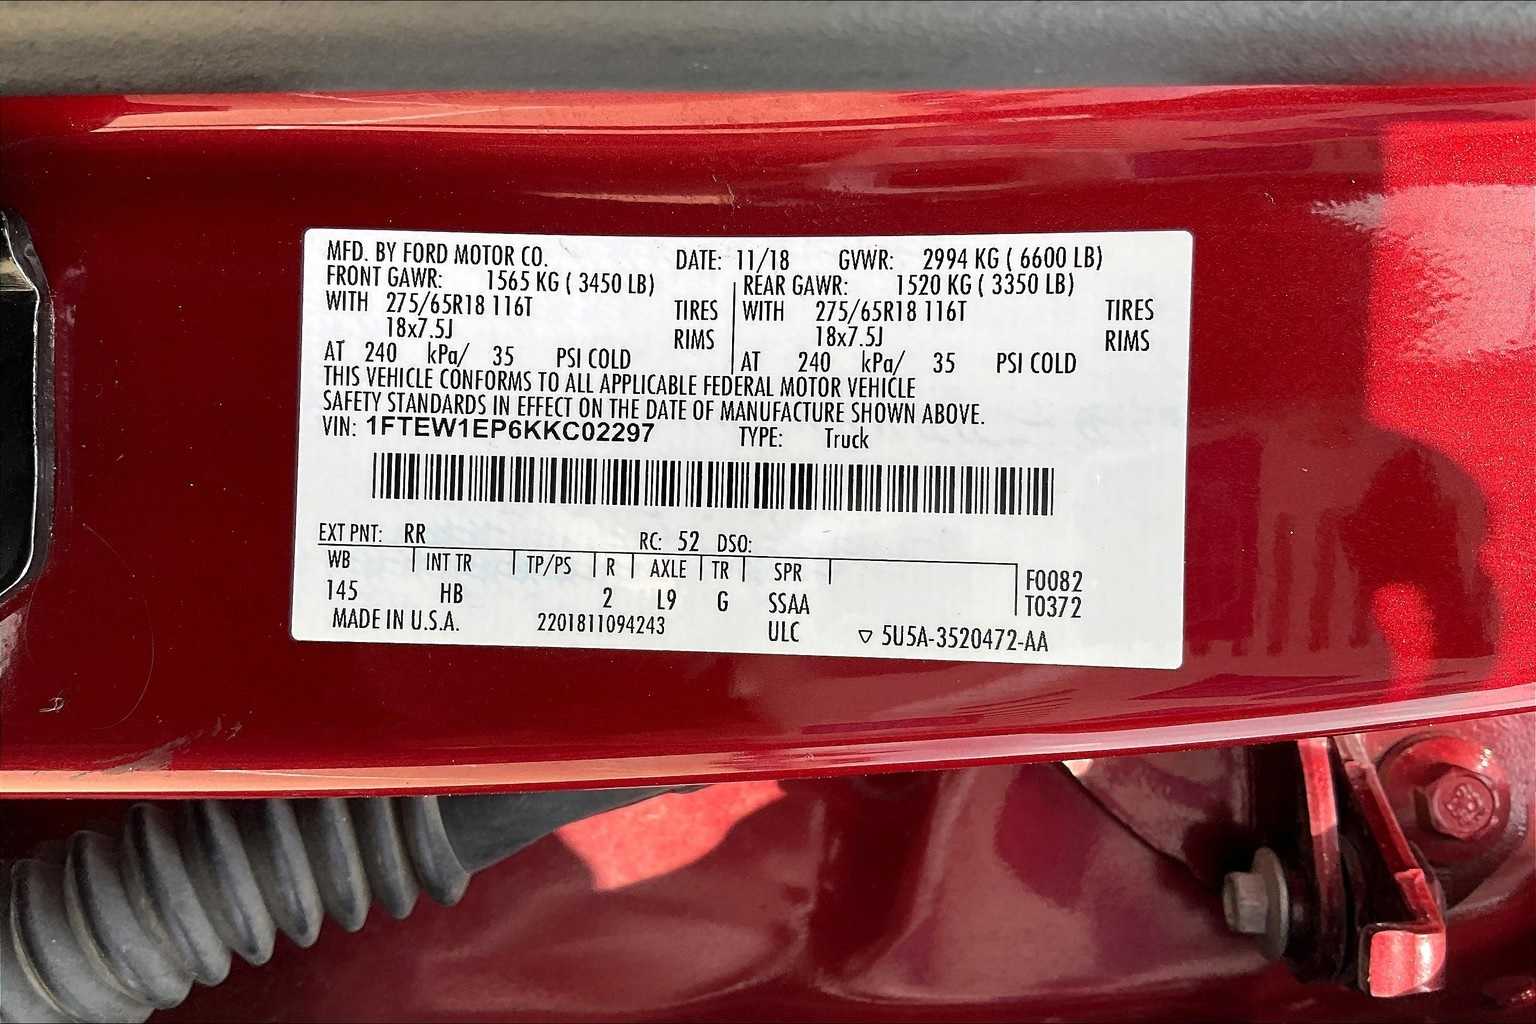 MFD. BY FORD MOTOR CO. DATE: 11/18 GVWR: 2994 KG ( 6600 LB)
FRONT GAWR: 1565 KG ( 3450 LB) REAR GAWR: 1520 KG ( 3350 LB)
WITH 275/65R18 116T TIRES WITH 275/65R18 116T TIRES
18x7.5J RIMS 18x7.5J RIMS
AT 240 kPa/ 35 PSI COLD AT 240 kPa/ 35 PSI COLD
THIS VEHICLE CONFORMS TO ALL APPLICABLE FEDERAL MOTOR VEHICLE
SAFETY STANDARDS IN EFFECT ON THE DATE OF MANUFACTURE SHOWN ABOVE.
VIN: 1FTEW1EP6KKC02297 TYPE: Truck
EXT PNT: RR RC: 52 DSO:
WB INT TR TP/PS R AXLE TR SPR F0082
145 HB 2 L9 G SSAA T0372
MADE IN U.S.A. 2201811094243 ULC ▽ 5U5A-3520472-AA